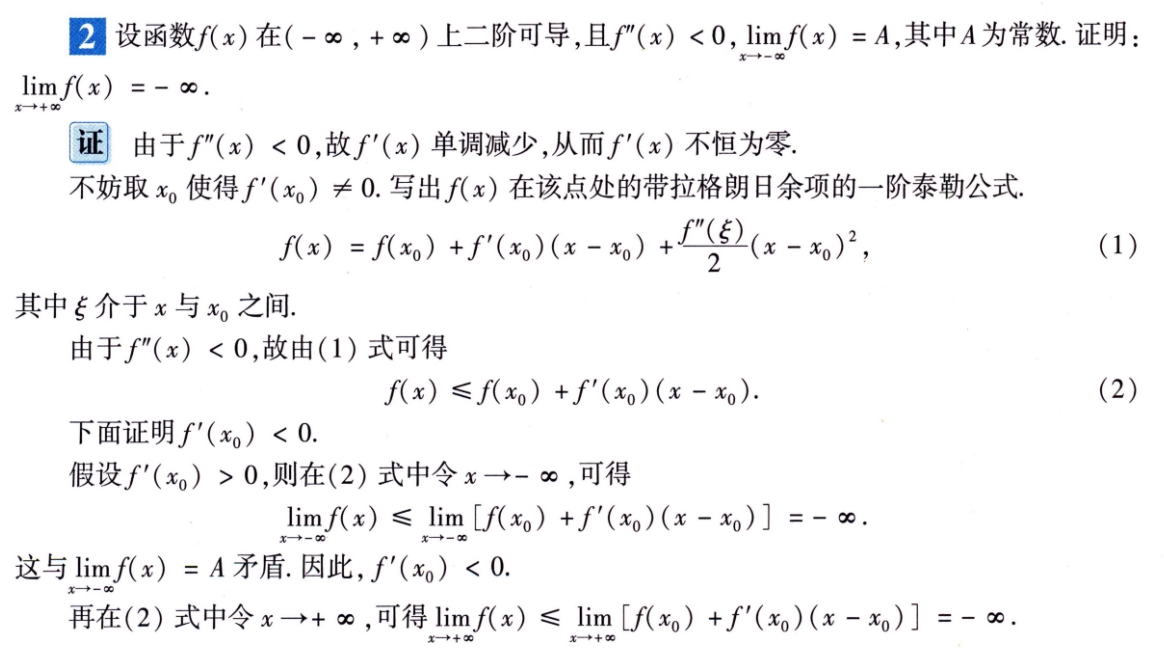 2 设函数f(x)在(-∞,+∞)上二阶可导,且f″(x)<0,lim_{x→-∞}f(x)=A,其中A为常数.证明:
lim_{x→+∞}f(x)=-∞.
证 由于f″(x)<0,故f′(x)单调减少,从而f′(x)不恒为零.
不妨取x₀使得f′(x₀)≠0.写出f(x)在该点处的带拉格朗日余项的一阶泰勒公式.
f(x)=f(x₀)+f′(x₀)(x-x₀)+\frac{f″(ξ)}{2}(x-x₀)², (1)
其中ξ介于x与x₀之间.
由于f″(x)<0,故由(1)式可得
f(x)≤f(x₀)+f′(x₀)(x-x₀). (2)
下面证明f′(x₀)<0.
假设f′(x₀)>0,则在(2)式中令x→-∞,可得
lim_{x→-∞}f(x)≤lim_{x→-∞}[f(x₀)+f′(x₀)(x-x₀)]=-∞.
这与lim_{x→-∞}f(x)=A矛盾.因此,f′(x₀)<0.
再在(2)式中令x→+∞,可得lim_{x→+∞}f(x)≤lim_{x→+∞}[f(x₀)+f′(x₀)(x-x₀)]=-∞.